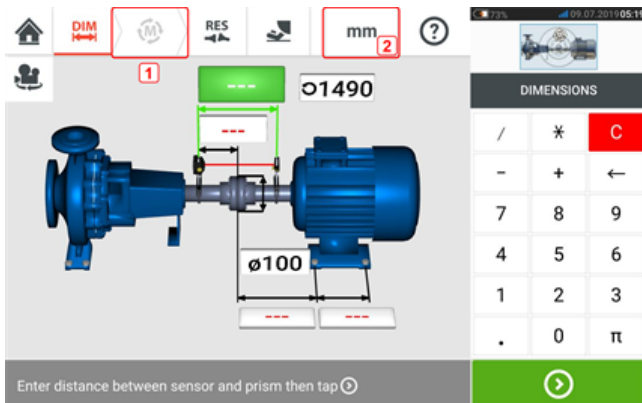 73% 09.07.2019 05:19
DIM M RES mm ?
1 2
--- 1490
---
DIMENSIONS
/ * C
- + ←
7 8 9
4 5 6
1 2 3
. 0 π
ø100
--- ---
Enter distance between sensor and prism then tap